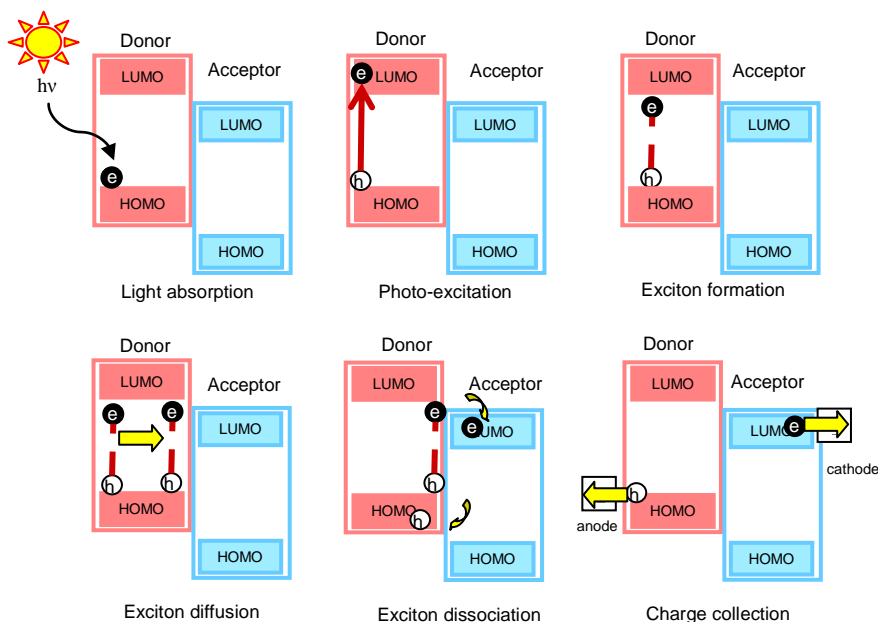 Donor
LUMO
Acceptor
hν
LUMO
e
HOMO
HOMO
Light absorption
Donor
e
LUMO
Acceptor
LUMO
h
HOMO
HOMO
Photo-excitation
Donor
LUMO
Acceptor
e
LUMO
h
HOMO
HOMO
Exciton formation
Donor
LUMO
Acceptor
e
e
LUMO
h
h
HOMO
HOMO
Exciton diffusion
Donor
LUMO
Acceptor
e
e
LUMO
h
HOMO
h
HOMO
Exciton dissociation
Donor
LUMO
Acceptor
LUMO
e
cathode
h
HOMO
anode
HOMO
Charge collection